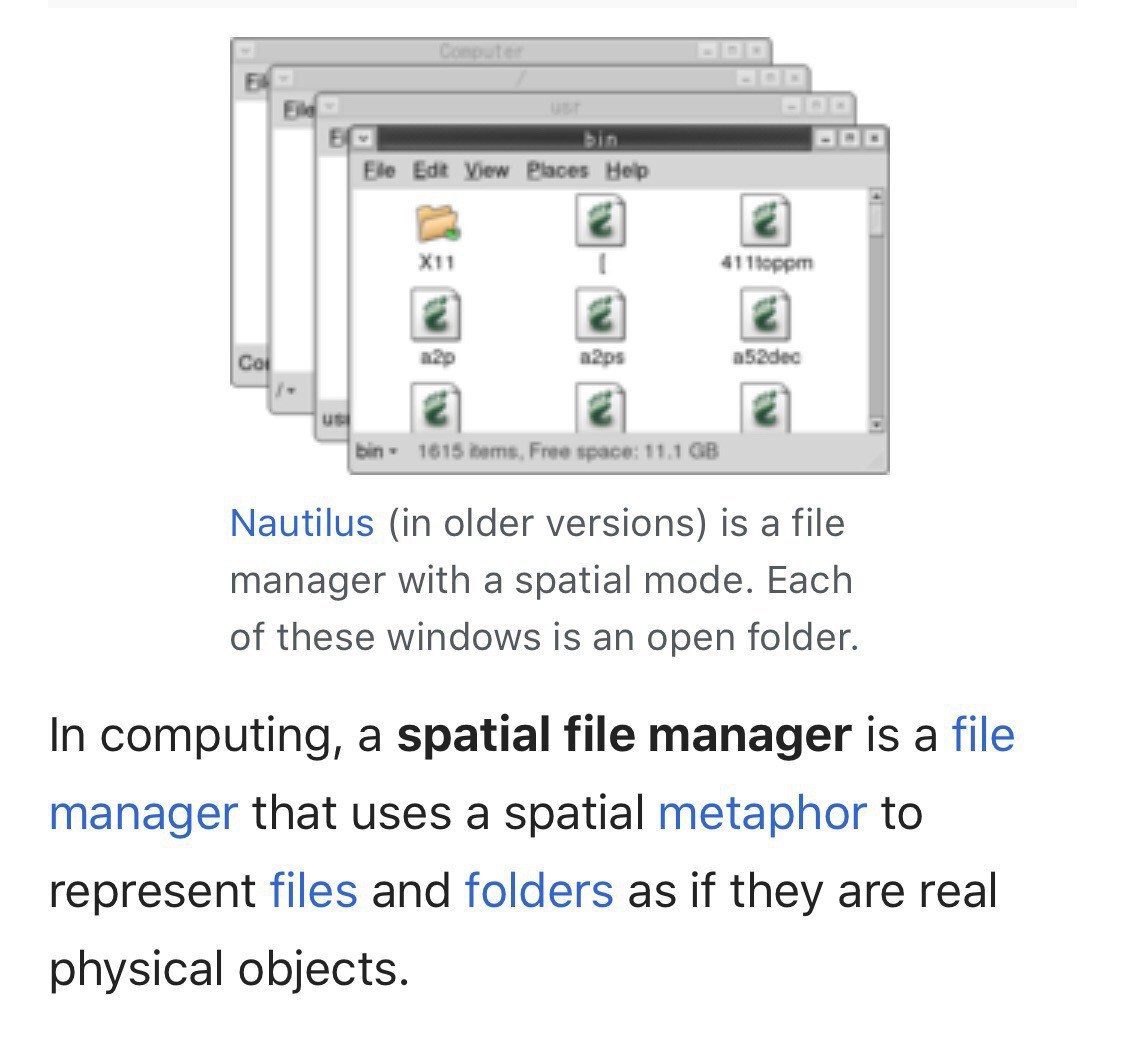 Computer
/
File
usr
bin
File Edit View Places Help
X11 [ 411toppm
a2p a2ps a52dec
/
bin 1615 items, Free space: 11.1 GB
Nautilus (in older versions) is a file
manager with a spatial mode. Each
of these windows is an open folder.
In computing, a spatial file manager is a file
manager that uses a spatial metaphor to
represent files and folders as if they are real
physical objects.